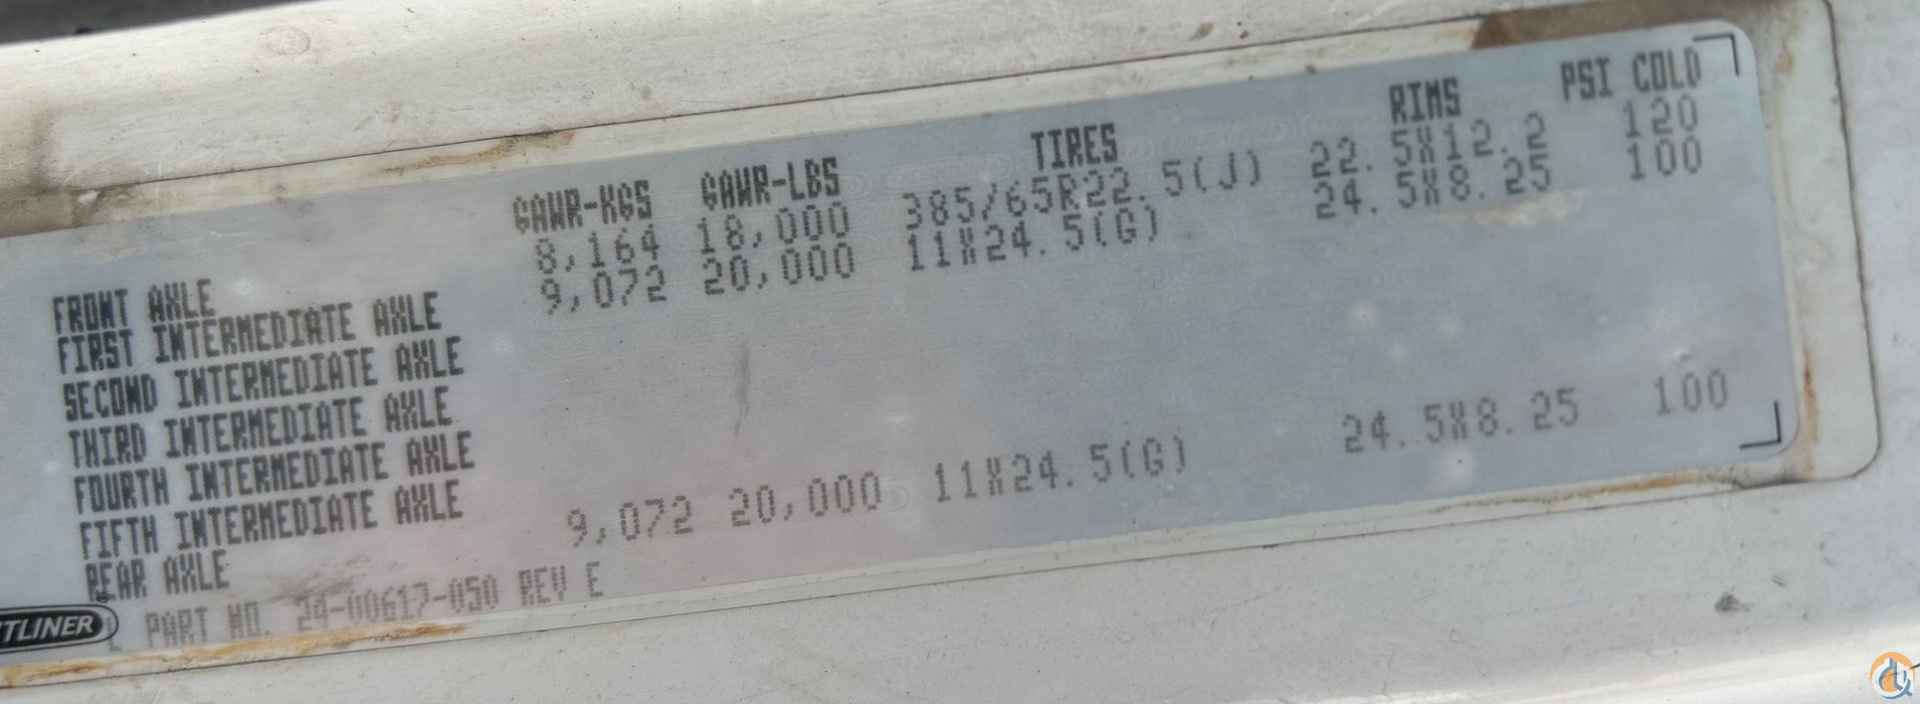 GAWR-KGS GAWR-LBS TIRES RIMS PSI COLD
FRONT AXLE 8,164 18,000 385/65R22.5(J) 22.5X12.2 120
FIRST INTERMEDIATE AXLE 9,072 20,000 11X24.5(G) 24.5X8.25 100
SECOND INTERMEDIATE AXLE
THIRD INTERMEDIATE AXLE
FOURTH INTERMEDIATE AXLE
FIFTH INTERMEDIATE AXLE
REAR AXLE 9,072 20,000 11X24.5(G) 24.5X8.25 100
PART NO. 24-00617-050 REV E
TLINER